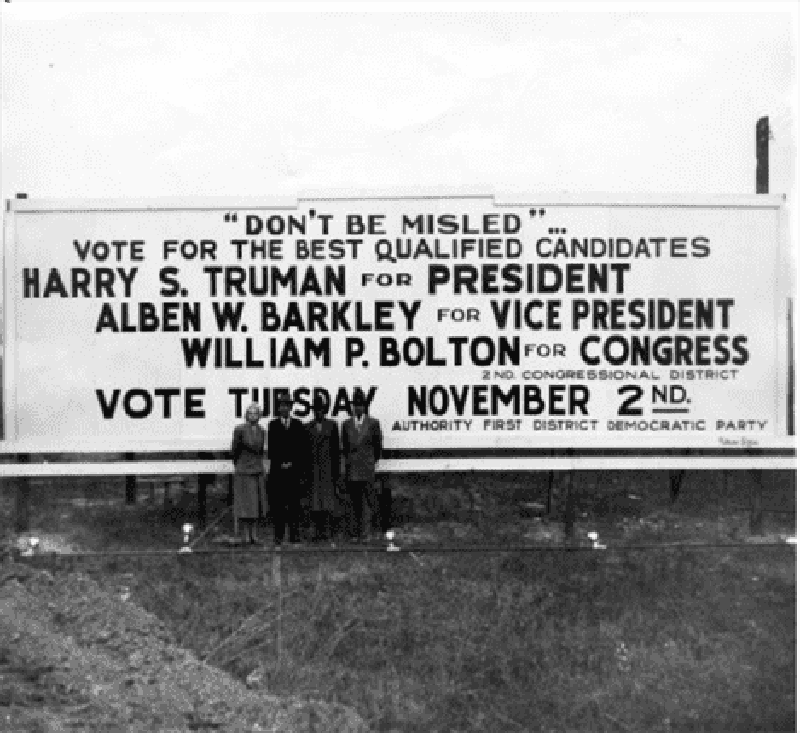 "DON'T BE MISLED"...
VOTE FOR THE BEST QUALIFIED CANDIDATES
HARRY S. TRUMAN FOR PRESIDENT
ALBEN W. BARKLEY FOR VICE PRESIDENT
WILLIAM P. BOLTON FOR CONGRESS
2ND. CONGRESSIONAL DISTRICT
VOTE TUESDAY NOVEMBER 2ND.
AUTHORITY FIRST DISTRICT DEMOCRATIC PARTY